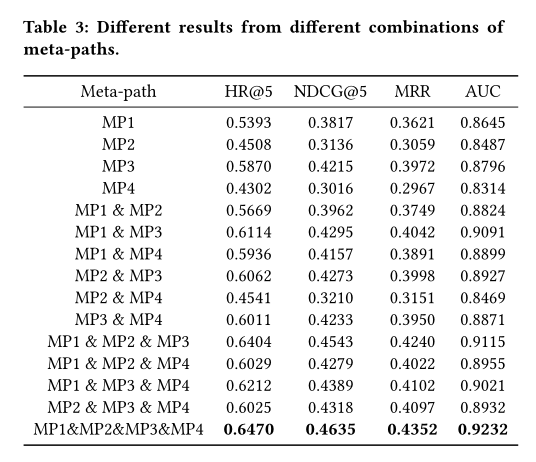 Table 3: Different results from different combinations of
meta-paths.
Meta-path HR@5 NDCG@5 MRR AUC
MP1 0.5393 0.3817 0.3621 0.8645
MP2 0.4508 0.3136 0.3059 0.8487
MP3 0.5870 0.4215 0.3972 0.8796
MP4 0.4302 0.3016 0.2967 0.8314
MP1 & MP2 0.5669 0.3962 0.3749 0.8824
MP1 & MP3 0.6114 0.4295 0.4042 0.9091
MP1 & MP4 0.5936 0.4157 0.3891 0.8899
MP2 & MP3 0.6062 0.4273 0.3998 0.8927
MP2 & MP4 0.4541 0.3210 0.3151 0.8469
MP3 & MP4 0.6011 0.4233 0.3950 0.8871
MP1 & MP2 & MP3 0.6404 0.4543 0.4240 0.9115
MP1 & MP2 & MP4 0.6029 0.4279 0.4022 0.8955
MP1 & MP3 & MP4 0.6212 0.4389 0.4102 0.9021
MP2 & MP3 & MP4 0.6025 0.4318 0.4097 0.8932
MP1&MP2&MP3&MP4 0.6470 0.4635 0.4352 0.9232